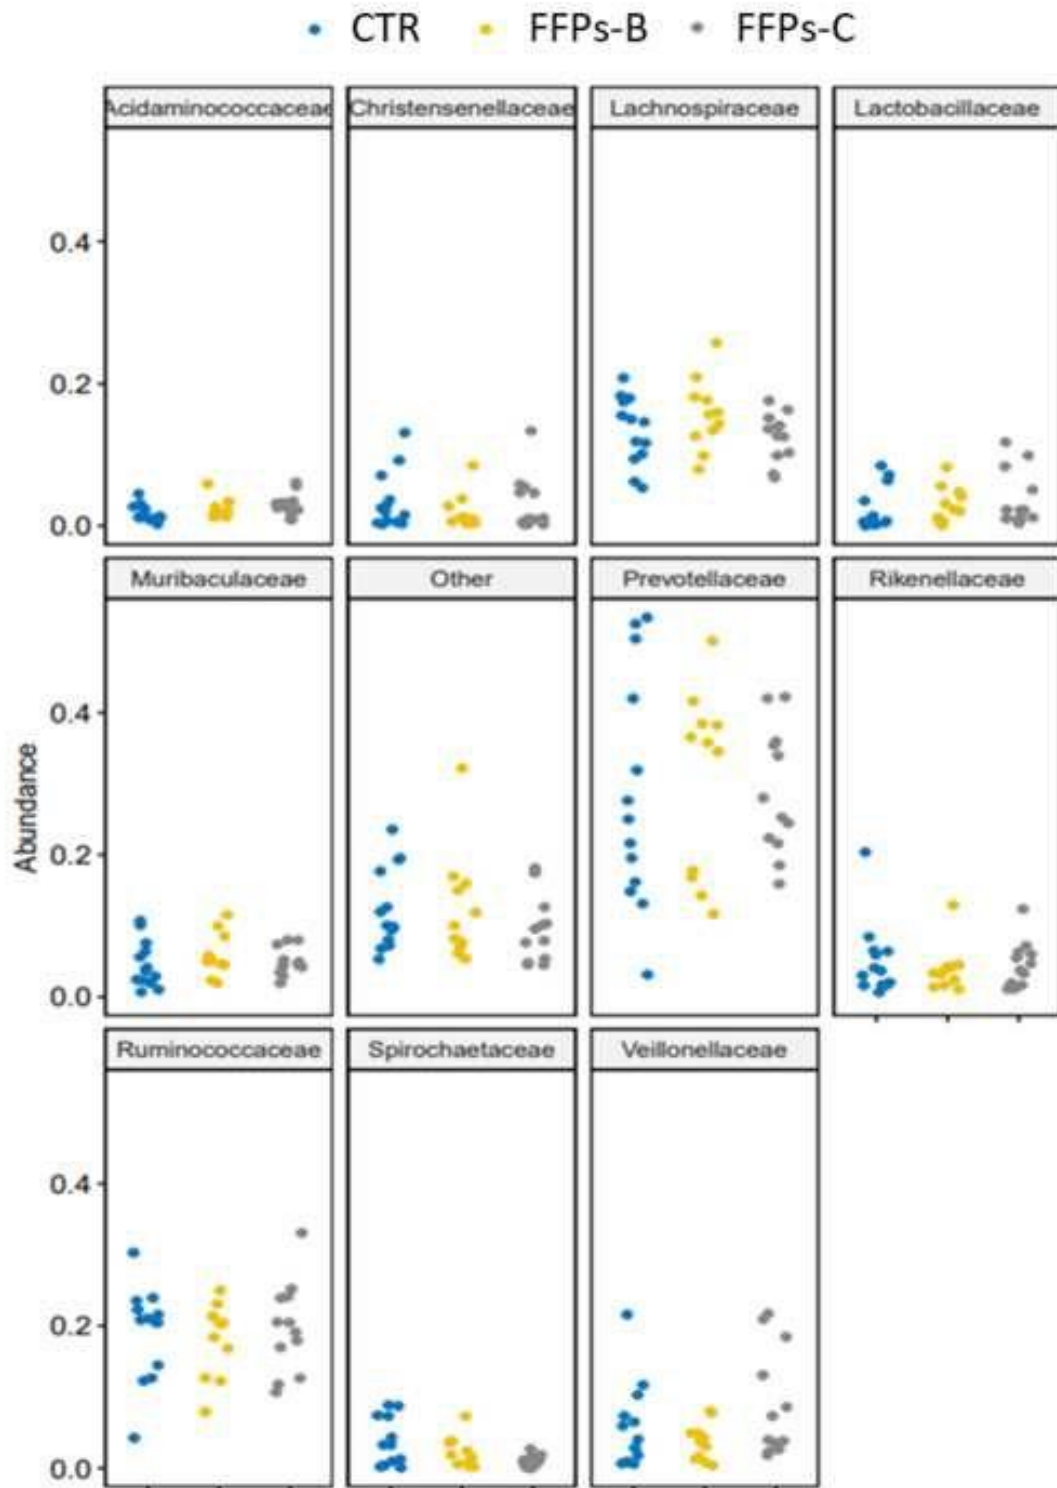 CTR FFPs-B FFPs-C
Acidaminococcaceae Christensenellaceae Lachnospiraceae Lactobacillaceae
0.4
0.2
0.0
Muribaculaceae Other Prevotellaceae Rikenellaceae
0.4
0.2
0.0
Abundance
Ruminococcaceae Spirochaetaceae Veillonellaceae
0.4
0.2
0.0